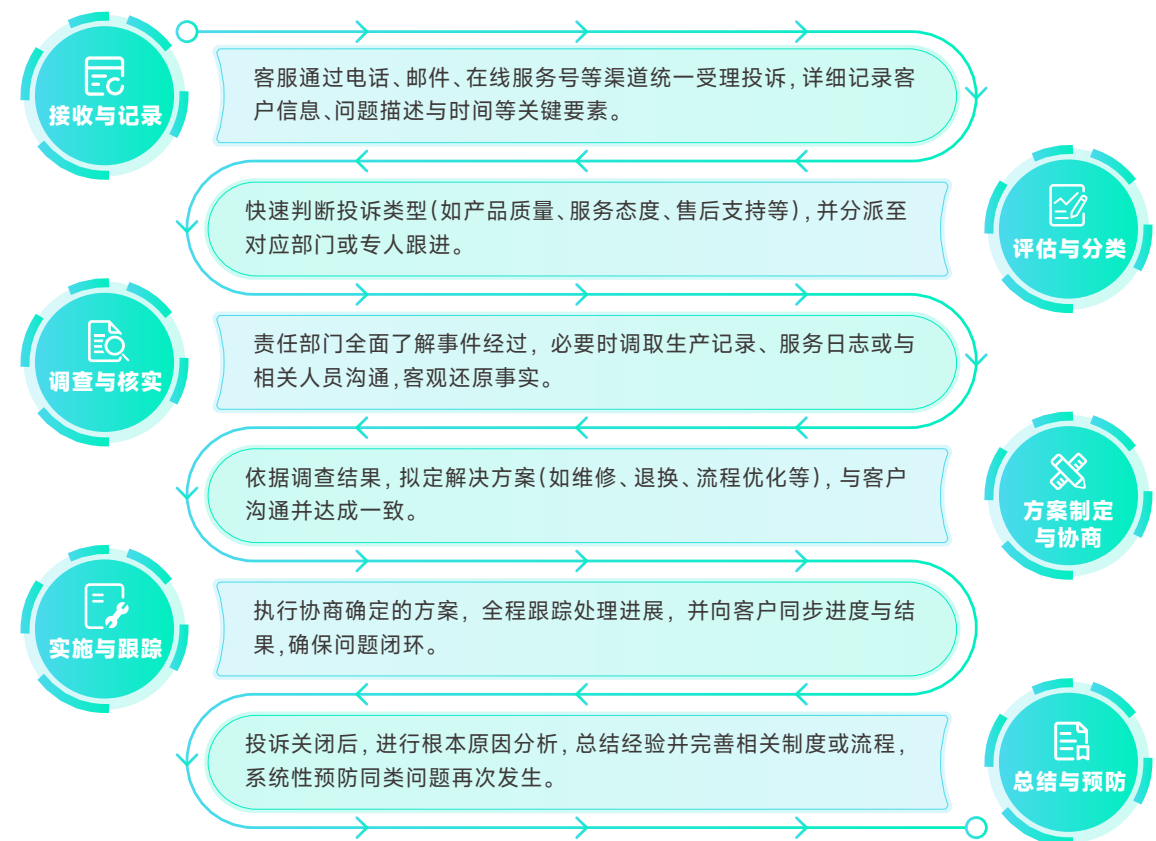 接收与记录
客服通过电话、邮件、在线服务号等渠道统一受理投诉,详细记录客
户信息、问题描述与时间等关键要素。
快速判断投诉类型(如产品质量、服务态度、售后支持等),并分派至
对应部门或专人跟进。
评估与分类
调查与核实
责任部门全面了解事件经过,必要时调取生产记录、服务日志或与
相关人员沟通,客观还原事实。
依据调查结果,拟定解决方案(如维修、退换、流程优化等),与客户
沟通并达成一致。
方案制定
与协商
实施与跟踪
执行协商确定的方案,全程跟踪处理进展,并向客户同步进度与结
果,确保问题闭环。
投诉关闭后,进行根本原因分析,总结经验并完善相关制度或流程,
系统性预防同类问题再次发生。
总结与预防